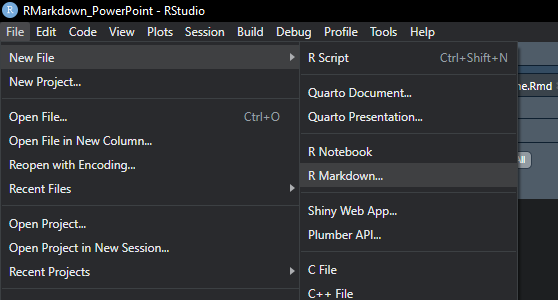 RMarkdown_PowerPoint - RStudio
File Edit Code View Plots Session Build Debug Profile Tools Help
New File
New Project...
Open File... Ctrl+O
Open File in New Column...
Reopen with Encoding...
Recent Files
Open Project...
Open Project in New Session...
Recent Projects
R Script Ctrl+Shift+N
Quarto Document...
Quarto Presentation...
R Notebook
R Markdown...
Shiny Web App...
Plumber API...
C File
C++ File
ne.Rmd
All